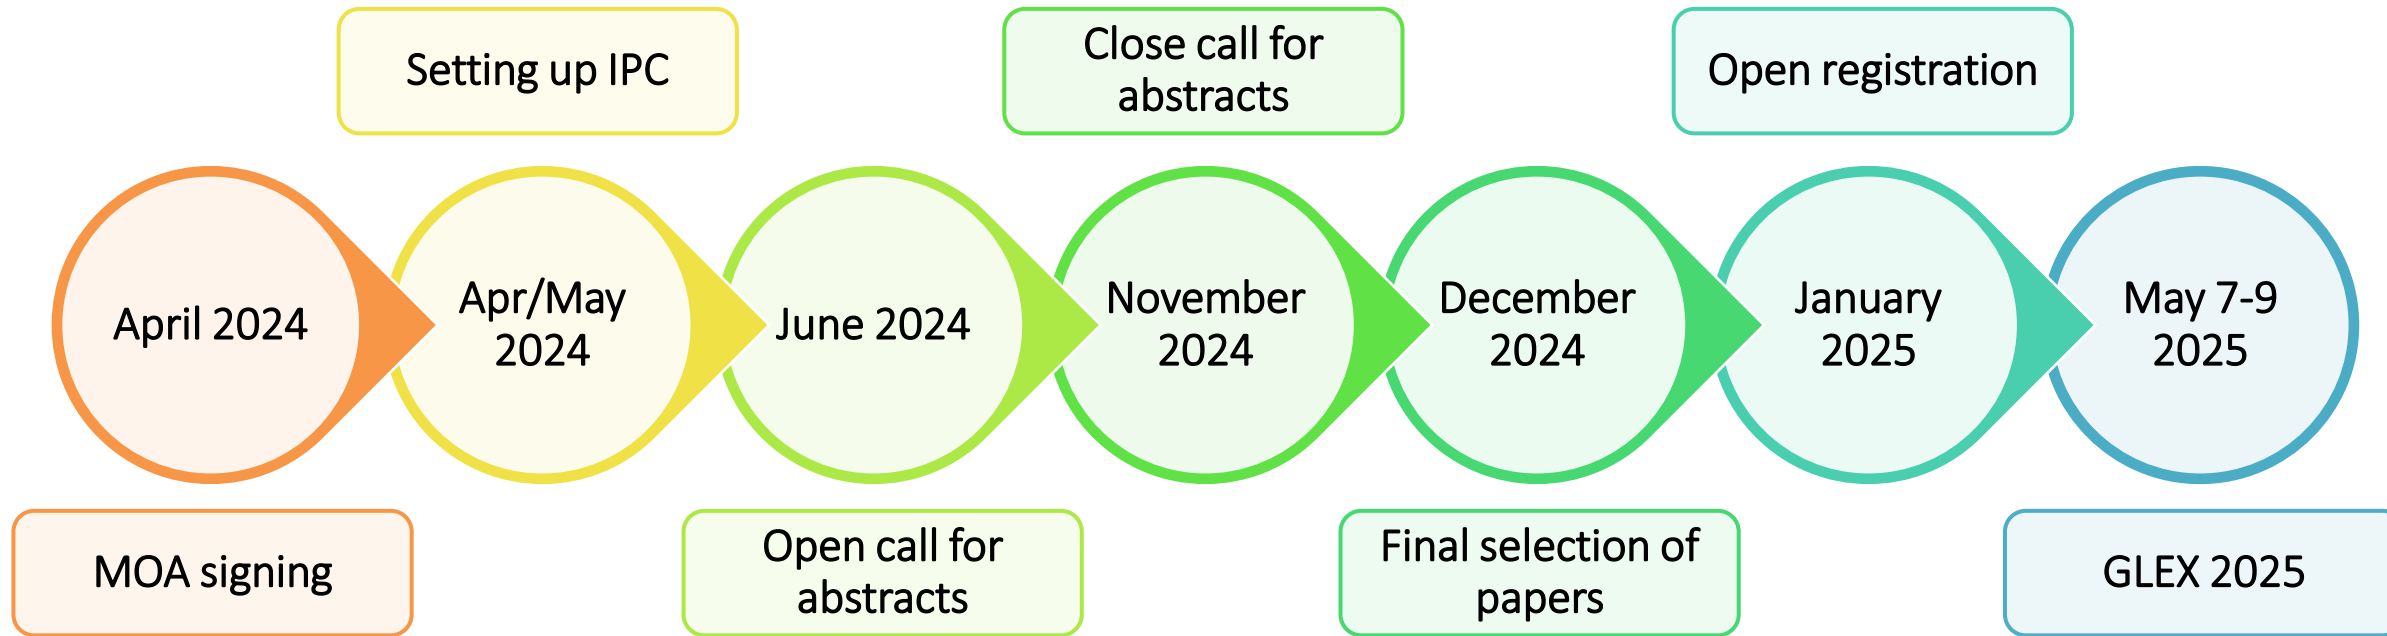 Setting up IPC
Close call for
abstracts
Open registration
April 2024
Apr/May
2024
June 2024
November
2024
December
2024
January
2025
May 7-9
2025
MOA signing
Open call for
abstracts
Final selection of
papers
GLEX 2025